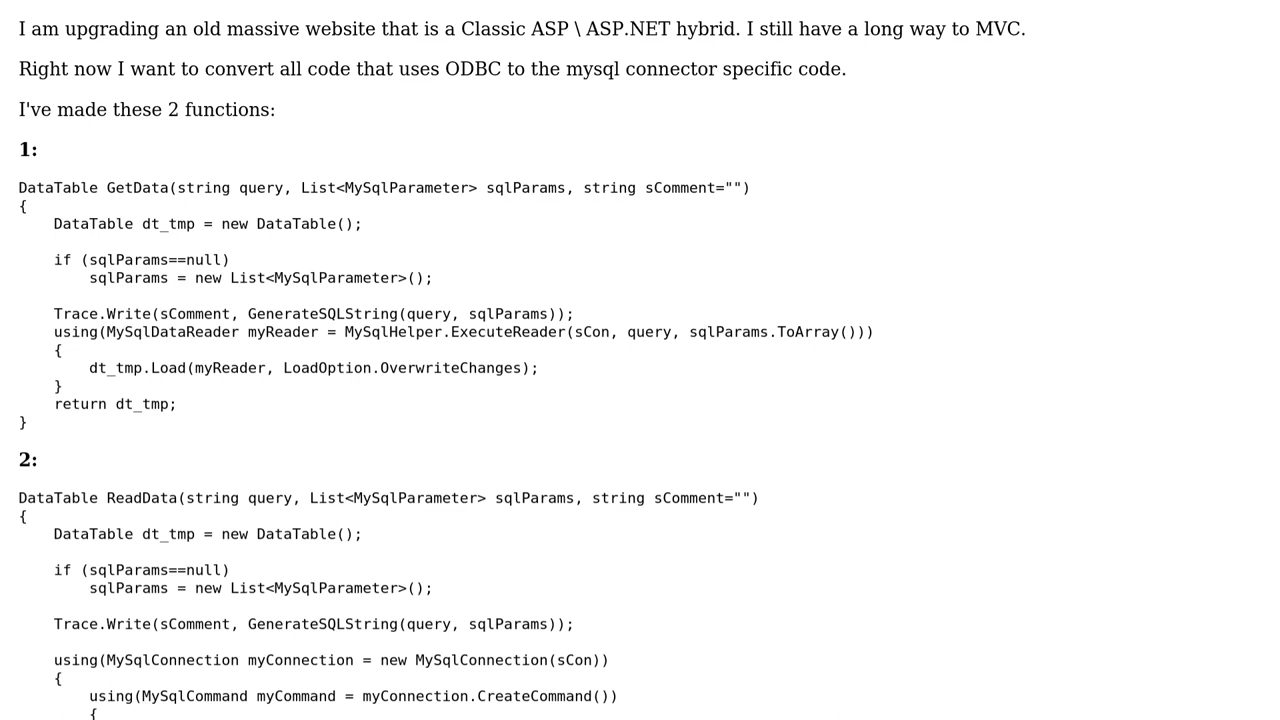 I am upgrading an old massive website that is a Classic ASP \ ASP.NET hybrid. I still have a long way to MVC.
Right now I want to convert all code that uses ODBC to the mysql connector specific code.
I've made these 2 functions:
1:
DataTable GetData(string query, List<MySqlParameter> sqlParams, string sComment="")
{
    DataTable dt_tmp = new DataTable();
    if (sqlParams==null)
        sqlParams = new List<MySqlParameter>();
    Trace.Write(sComment, GenerateSQLString(query, sqlParams));
    using(MySqlDataReader myReader = MySqlHelper.ExecuteReader(sCon, query, sqlParams.ToArray()))
    {
        dt_tmp.Load(myReader, LoadOption.OverwriteChanges);
    }
    return dt_tmp;
}
2:
DataTable ReadData(string query, List<MySqlParameter> sqlParams, string sComment="")
{
    DataTable dt_tmp = new DataTable();
    if (sqlParams==null)
        sqlParams = new List<MySqlParameter>();
    Trace.Write(sComment, GenerateSQLString(query, sqlParams));
    using(MySqlConnection myConnection = new MySqlConnection(sCon))
    {
        using(MySqlCommand myCommand = myConnection.CreateCommand())
        {